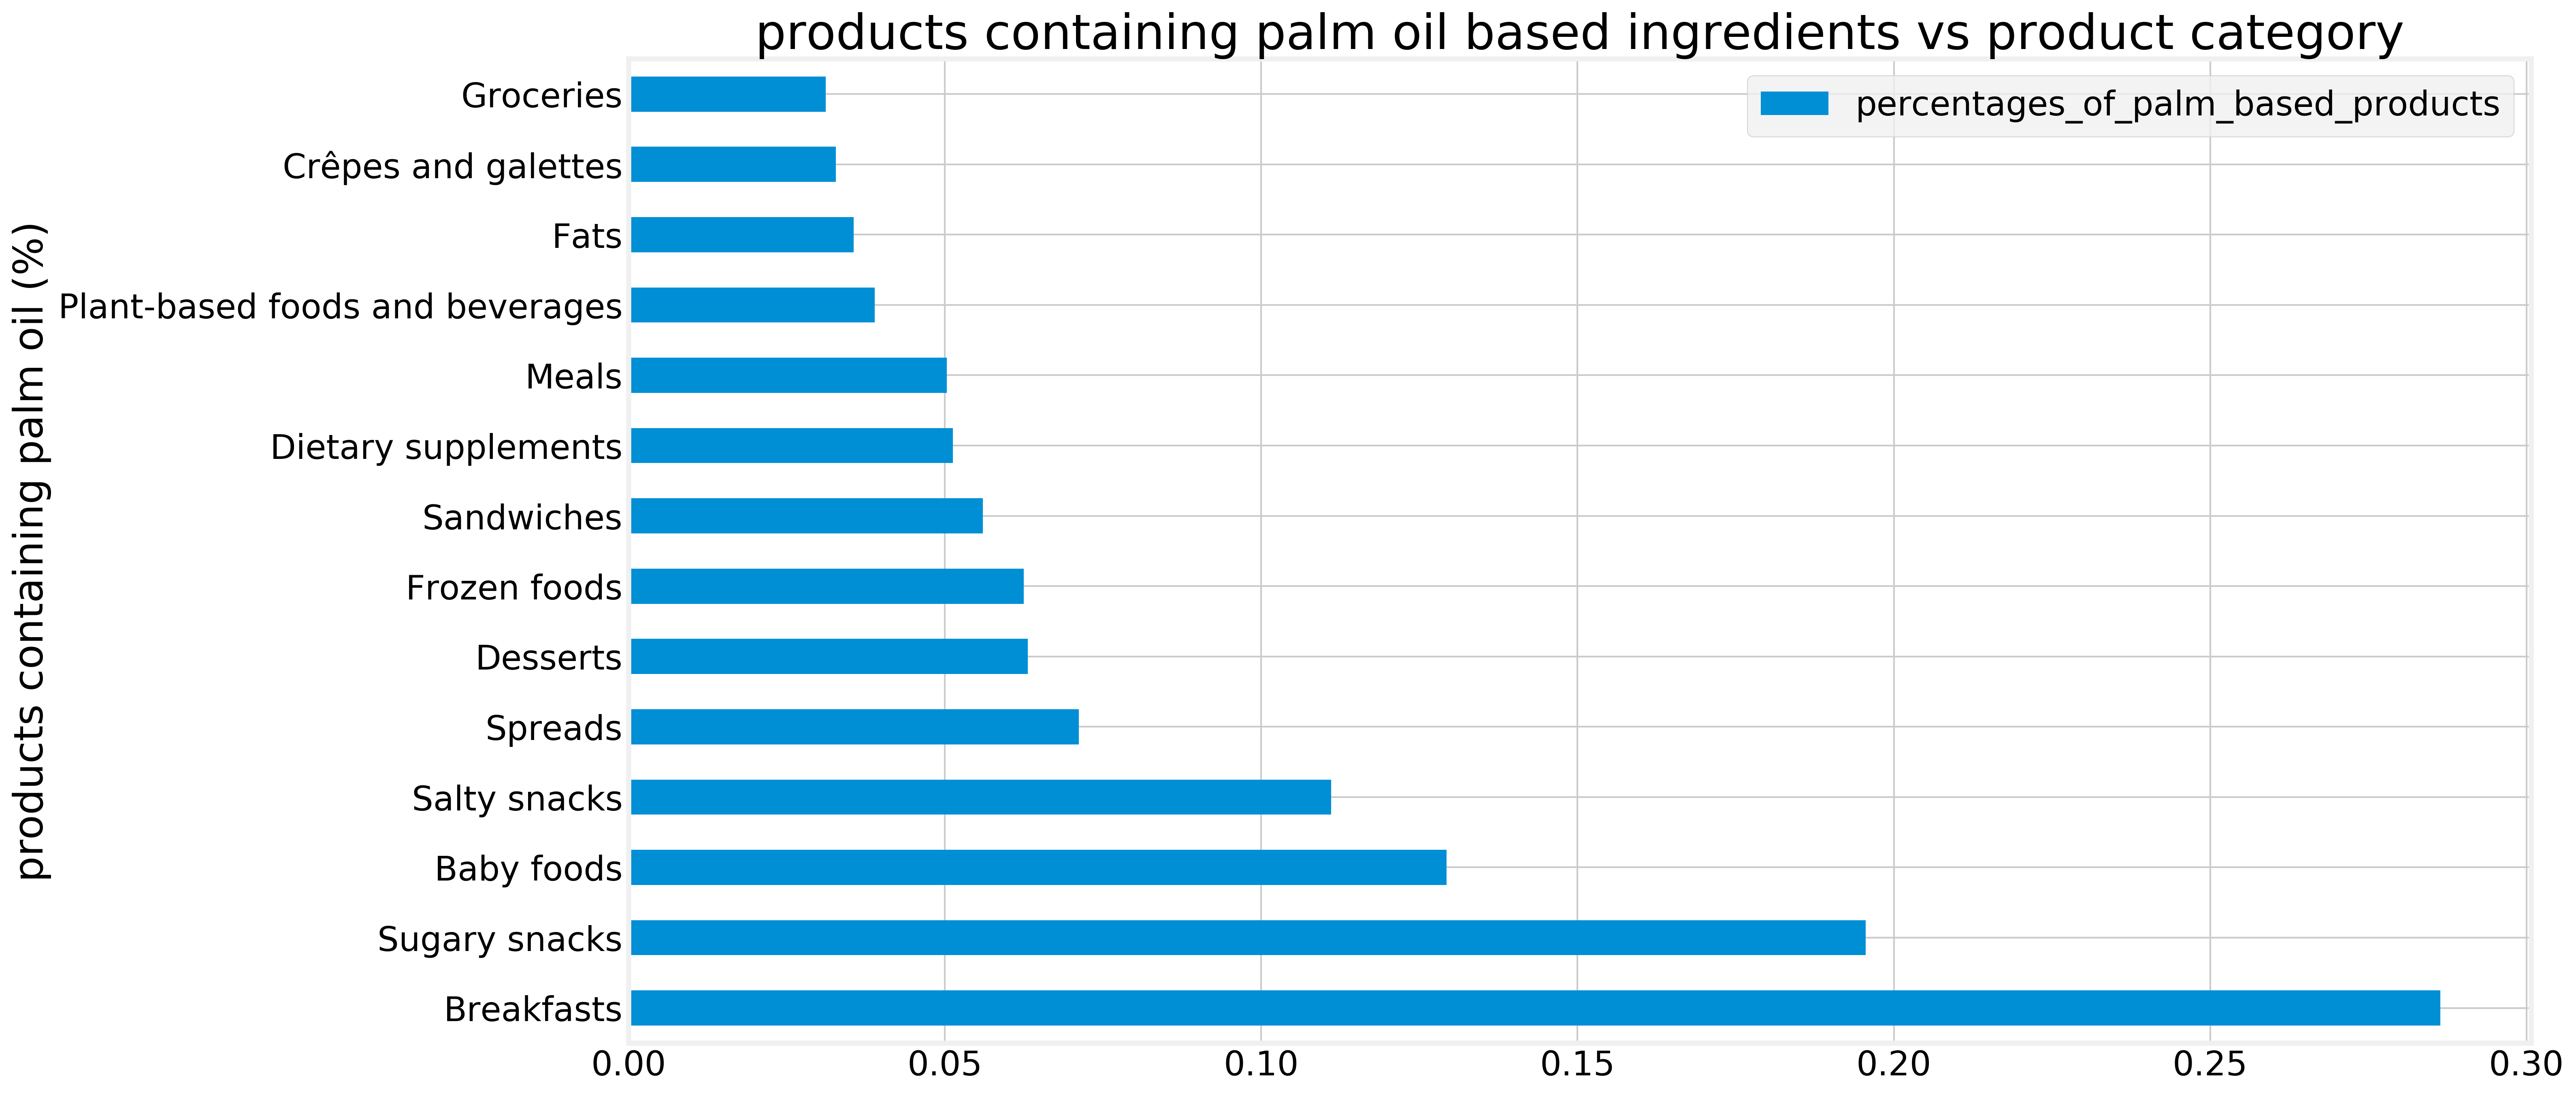 products containing palm oil based ingredients vs product category
percentages_of_palm_based_products
products containing palm oil (%)
Groceries
Crêpes and galettes
Fats
Plant-based foods and beverages
Meals
Dietary supplements
Sandwiches
Frozen foods
Desserts
Spreads
Salty snacks
Baby foods
Sugary snacks
Breakfasts
0.00 0.05 0.10 0.15 0.20 0.25 0.30